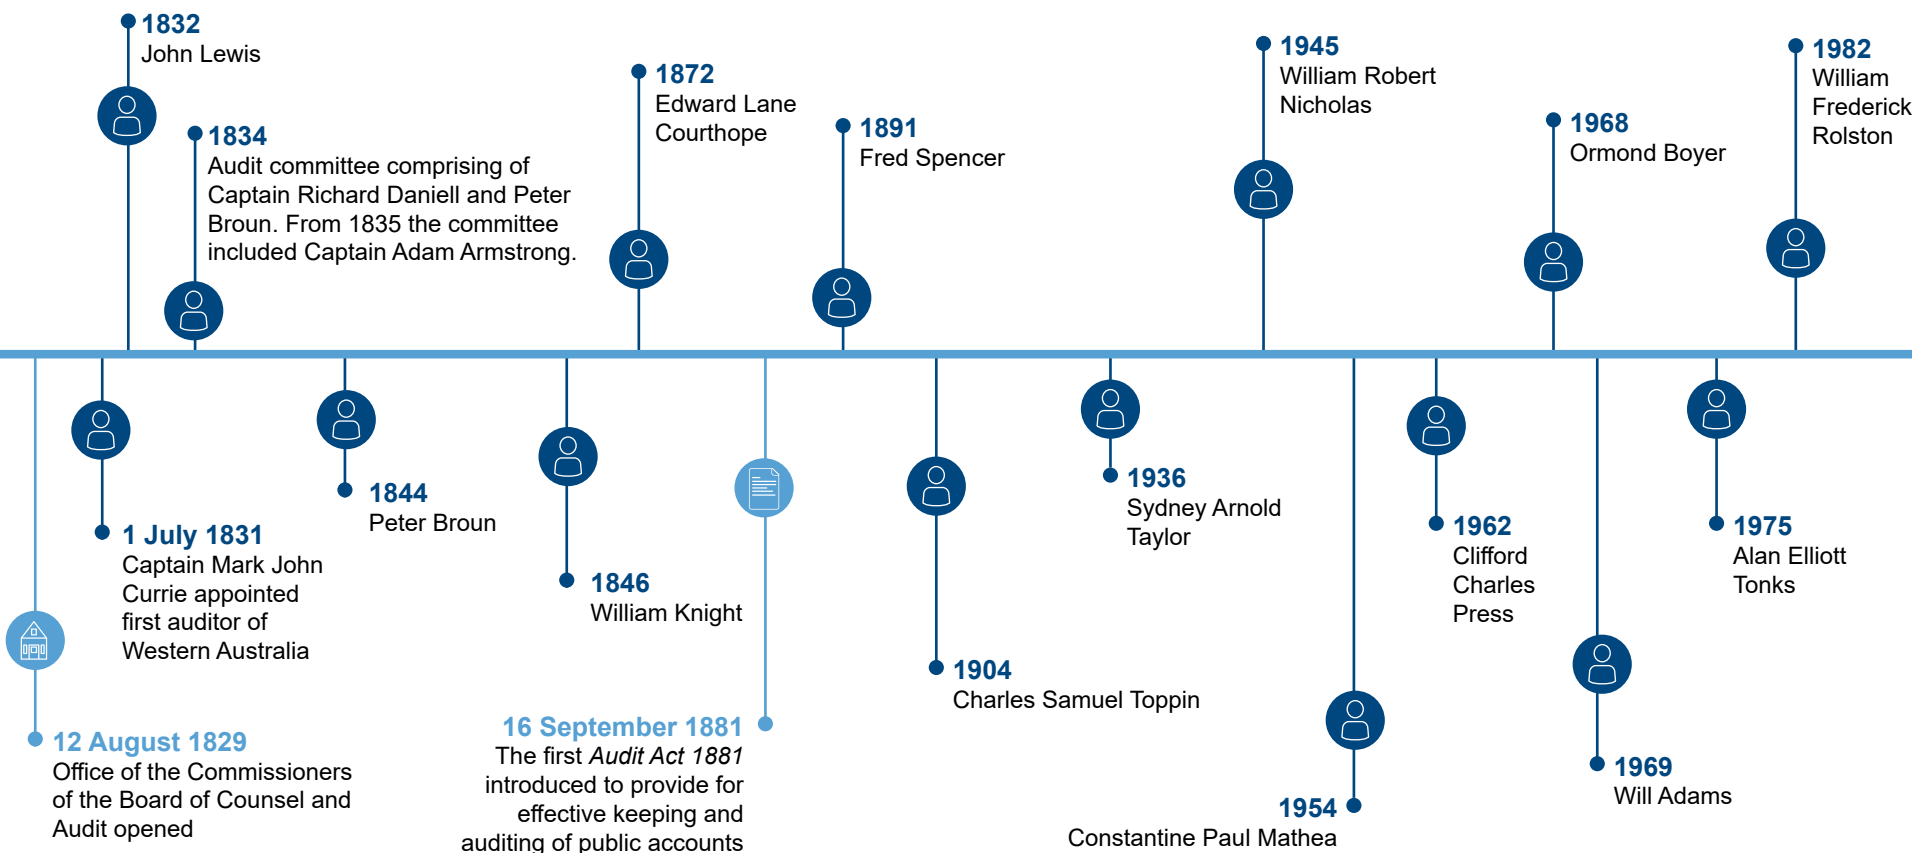 1832
John Lewis
1834
Audit committee comprising of
Captain Richard Daniell and Peter
Broun. From 1835 the committee
included Captain Adam Armstrong.
1872
Edward Lane
Courthope
1891
Fred Spencer
1945
William Robert
Nicholas
1968
Ormond Boyer
1982
William
Frederick
Rolston
12 August 1829
Office of the Commissioners
of the Board of Counsel and
Audit opened
1 July 1831
Captain Mark John
Currie appointed
first auditor of
Western Australia
1844
Peter Broun
1846
William Knight
16 September 1881
The first Audit Act 1881
introduced to provide for
effective keeping and
auditing of public accounts
1904
Charles Samuel Toppin
1936
Sydney Arnold
Taylor
1954
Constantine Paul Mathea
1962
Clifford
Charles
Press
1969
Will Adams
1975
Alan Elliott
Tonks